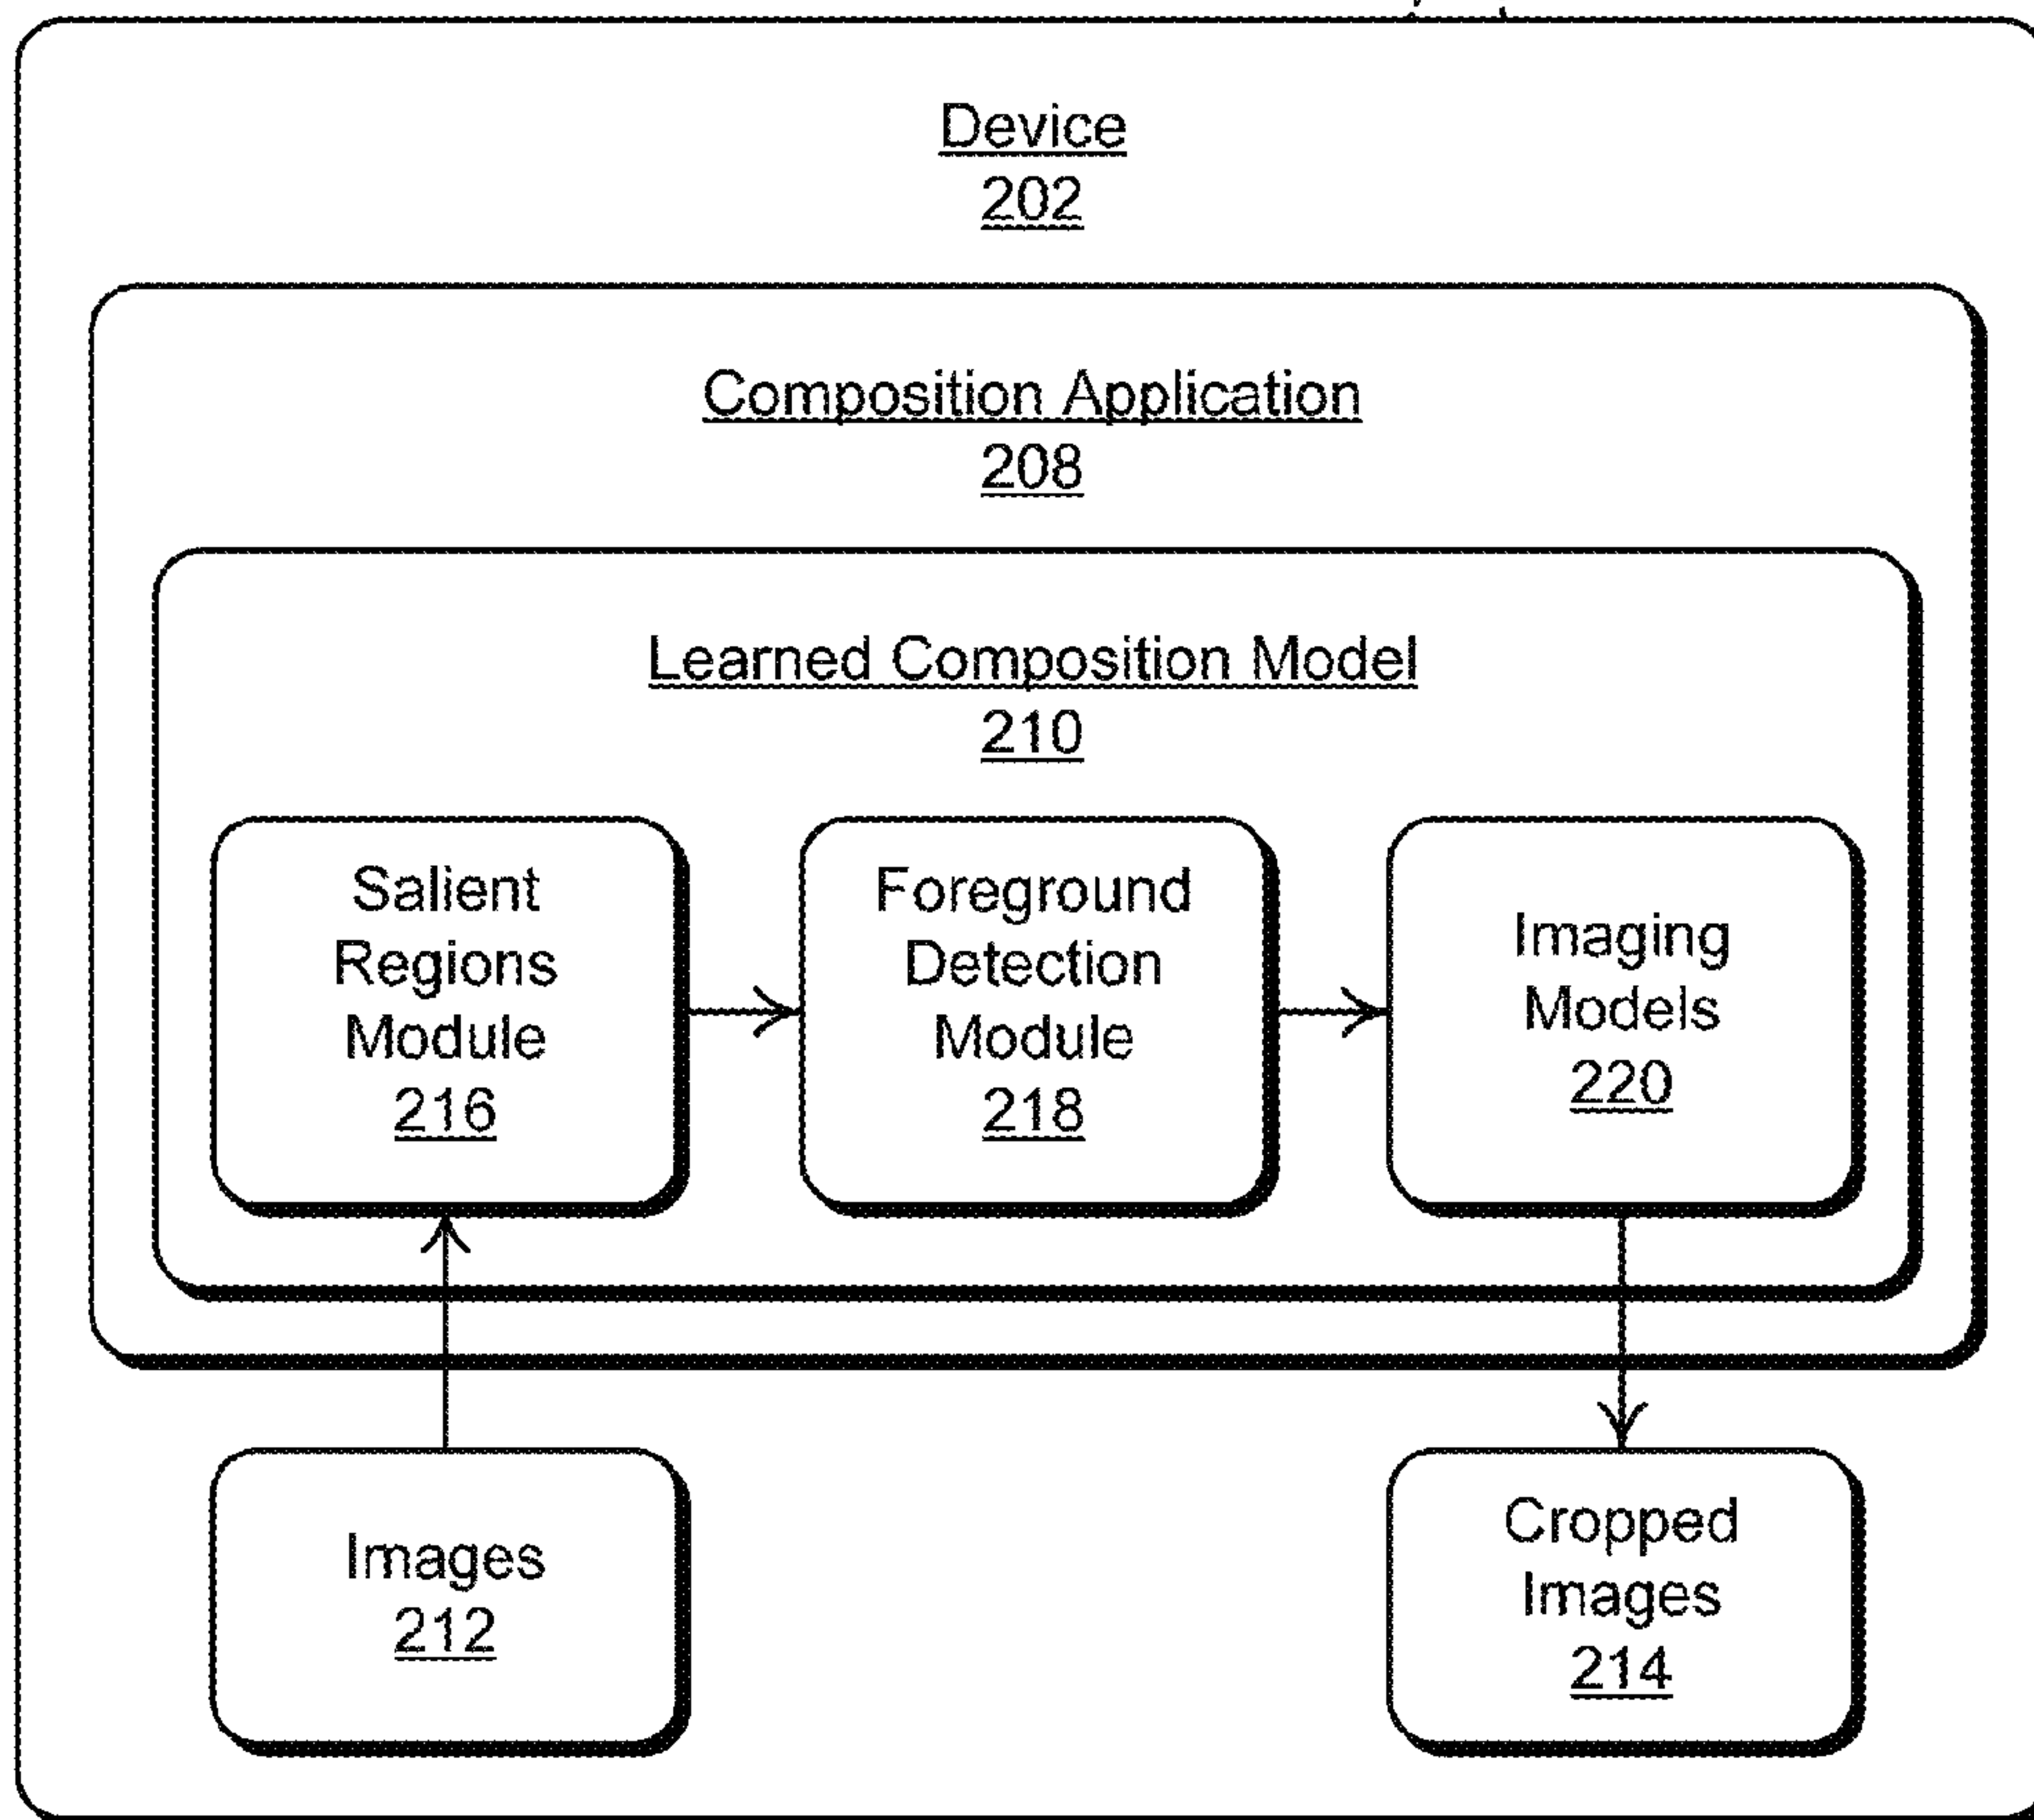 Device
202
Composition Application
208
Learned Composition Model
210
Salient
Regions
Module
216
Foreground
Detection
Module
218
Imaging
Models
220
Images
212
Cropped
Images
214